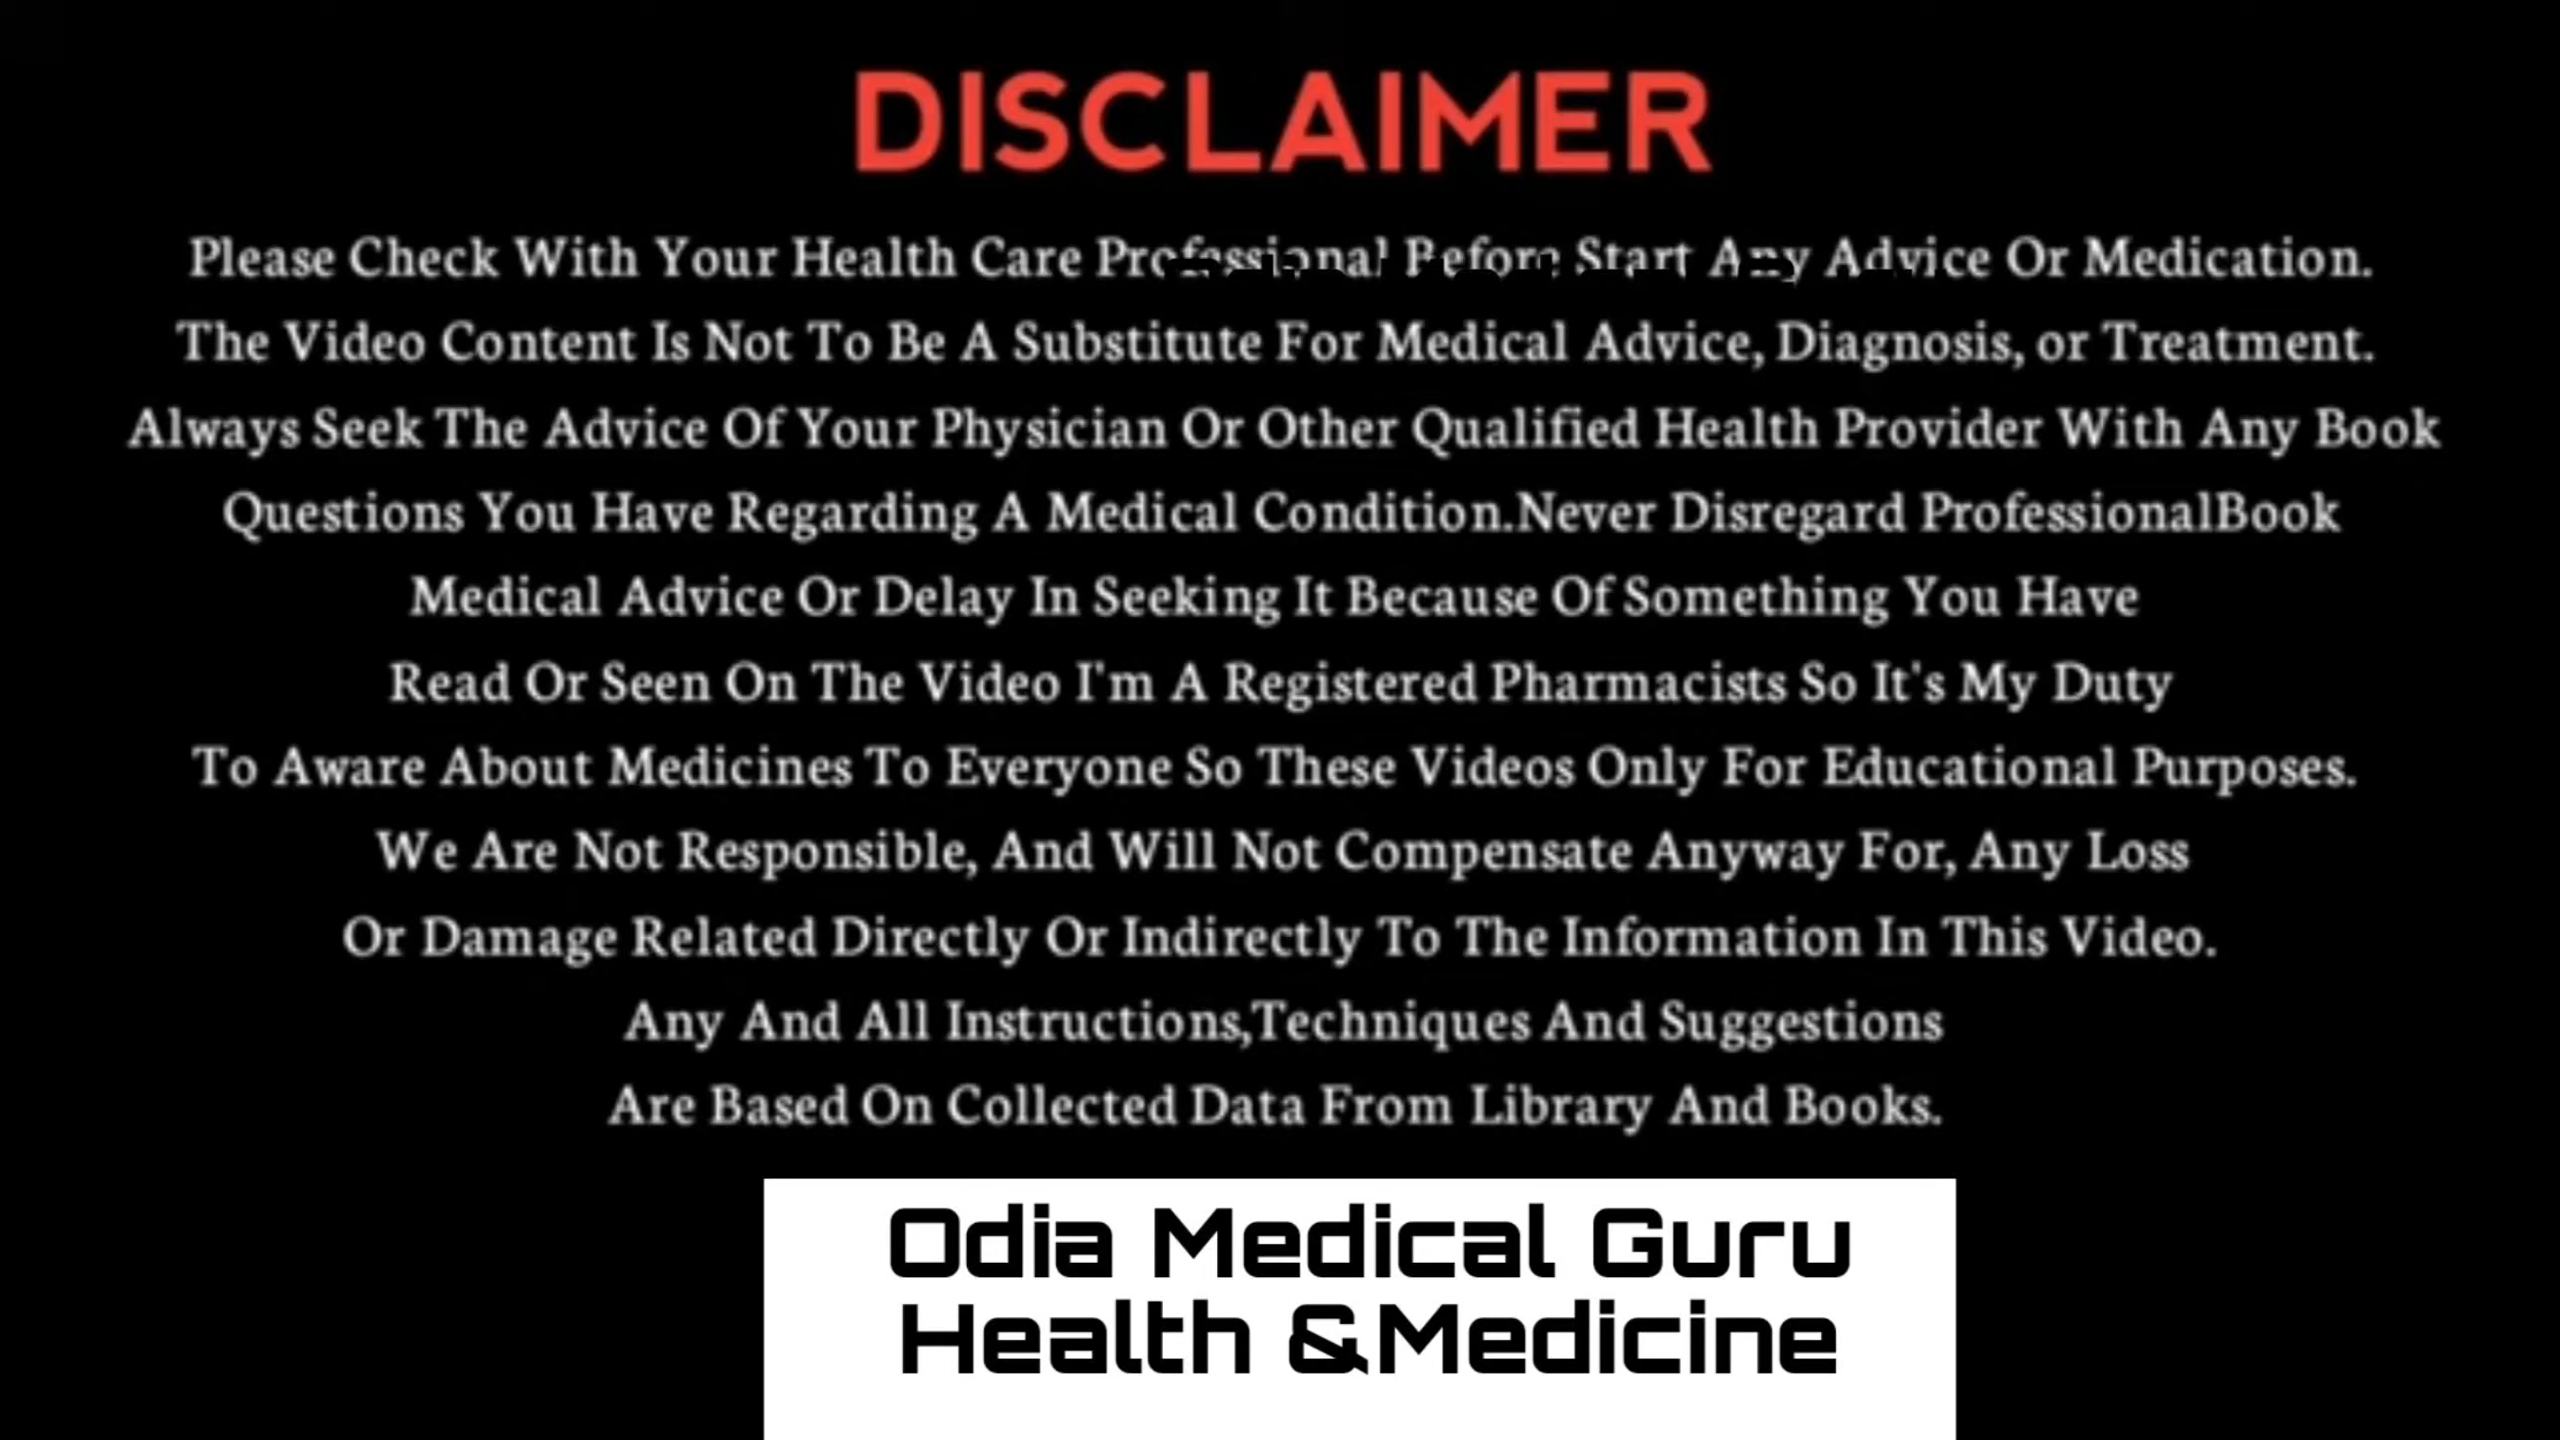 DISCLAIMER
Please Check With Your Health Care Professional Before Start Any Advice Or Medication.
The Video Content Is Not To Be A Substitute For Medical Advice, Diagnosis, or Treatment.
Always Seek The Advice Of Your Physician Or Other Qualified Health Provider With Any Book
Questions You Have Regarding A Medical Condition.Never Disregard ProfessionalBook
Medical Advice Or Delay In Seeking It Because Of Something You Have
Read Or Seen On The Video I'm A Registered Pharmacists So It's My Duty
To Aware About Medicines To Everyone So These Videos Only For Educational Purposes.
We Are Not Responsible, And Will Not Compensate Anyway For, Any Loss
Or Damage Related Directly Or Indirectly To The Information In This Video.
Any And All Instructions,Techniques And Suggestions
Are Based On Collected Data From Library And Books.
Odia Medical Guru
Health &Medicine